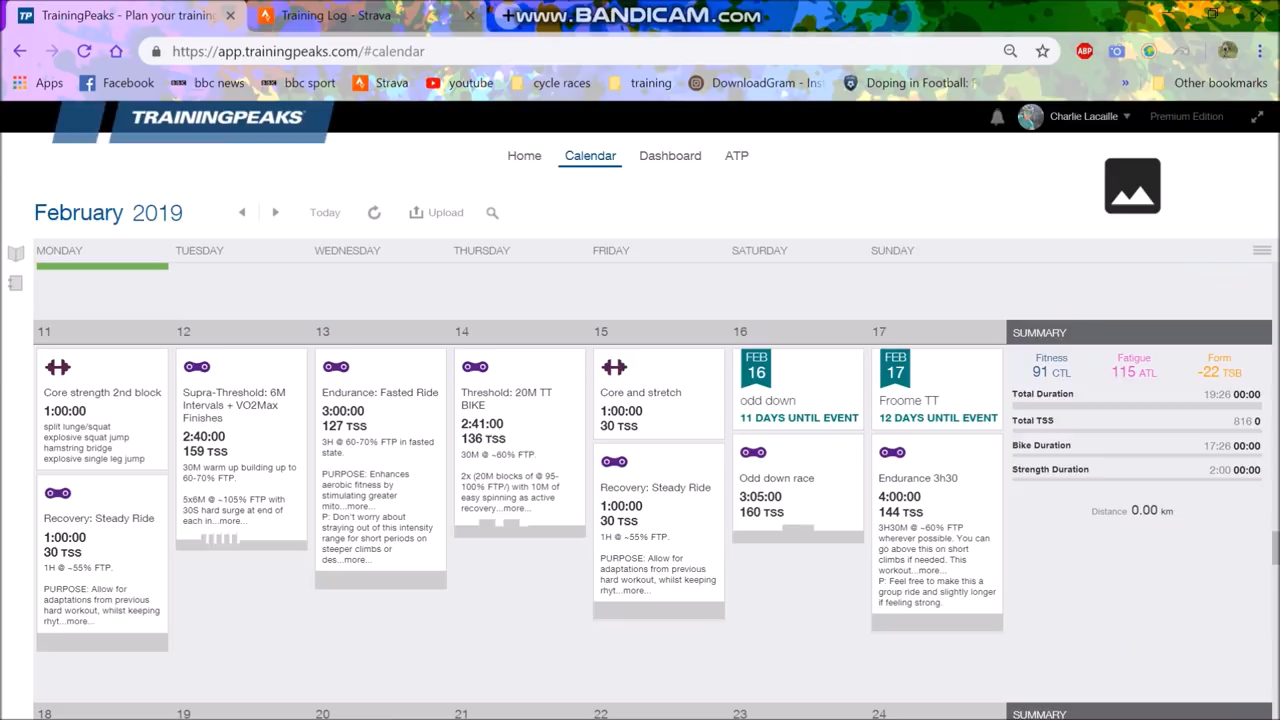 TP TrainingPeaks - Plan your training
Training Log - Strava
www.BANDICAM.com
https://app.trainingpeaks.com/#calendar
ABP
Apps
Facebook
bbc news
bbc sport
Strava
youtube
cycle races
training
DownloadGram - Inst
Doping in Football:
»
Other bookmarks
TRAININGPEAKS
Charlie Lacaille
Premium Edition
Home
Calendar
Dashboard
ATP
February 2019
Today
Upload
MONDAY
TUESDAY
WEDNESDAY
THURSDAY
FRIDAY
SATURDAY
SUNDAY
11
12
13
14
15
16
17
SUMMARY
Core strength 2nd block
1:00:00
split lunge/squat
explosive squat jump
hamstring bridge
explosive single leg jump
Recovery: Steady Ride
1:00:00
30 TSS
1H @ ~55% FTP.
PURPOSE: Allow for
adaptations from previous
hard workout, whilst keeping
rhyt...more...
Supra-Threshold: 6M
Intervals + VO2Max
Finishes
2:40:00
159 TSS
30M warm up building up to
60-70% FTP.
5x6M @ ~105% FTP with
30S hard surge at end of
each in...more...
Endurance: Fasted Ride
3:00:00
127 TSS
3H @ 60-70% FTP in fasted
state.
PURPOSE: Enhances
aerobic fitness by
stimulating greater
mito...more...
P: Don't worry about
straying out of this intensity
range for short periods on
steeper climbs or
des...more...
Threshold: 20M TT
BIKE
2:41:00
136 TSS
30M @ ~60% FTP.
2x (20M blocks of @ 95-
100% FTP/) with 10M of
easy spinning as active
recovery...more...
Core and stretch
1:00:00
30 TSS
Recovery: Steady Ride
1:00:00
30 TSS
1H @ ~55% FTP.
PURPOSE: Allow for
adaptations from previous
hard workout, whilst keeping
rhyt...more...
FEB
16
odd down
11 DAYS UNTIL EVENT
Odd down race
3:05:00
160 TSS
FEB
17
Froome TT
12 DAYS UNTIL EVENT
Endurance 3h30
4:00:00
144 TSS
3H30M @ ~60% FTP
wherever possible. You can
go above this on short
climbs if needed. This
workout...more...
P: Feel free to make this a
group ride and slightly longer
if feeling strong.
Fitness
91 CTL
Fatigue
115 ATL
Form
-22 TSB
Total Duration 19:26 00:00
Total TSS 816 0
Bike Duration 17:26 00:00
Strength Duration 2:00 00:00
Distance 0.00 km
18
19
20
21
22
23
24
SUMMARY